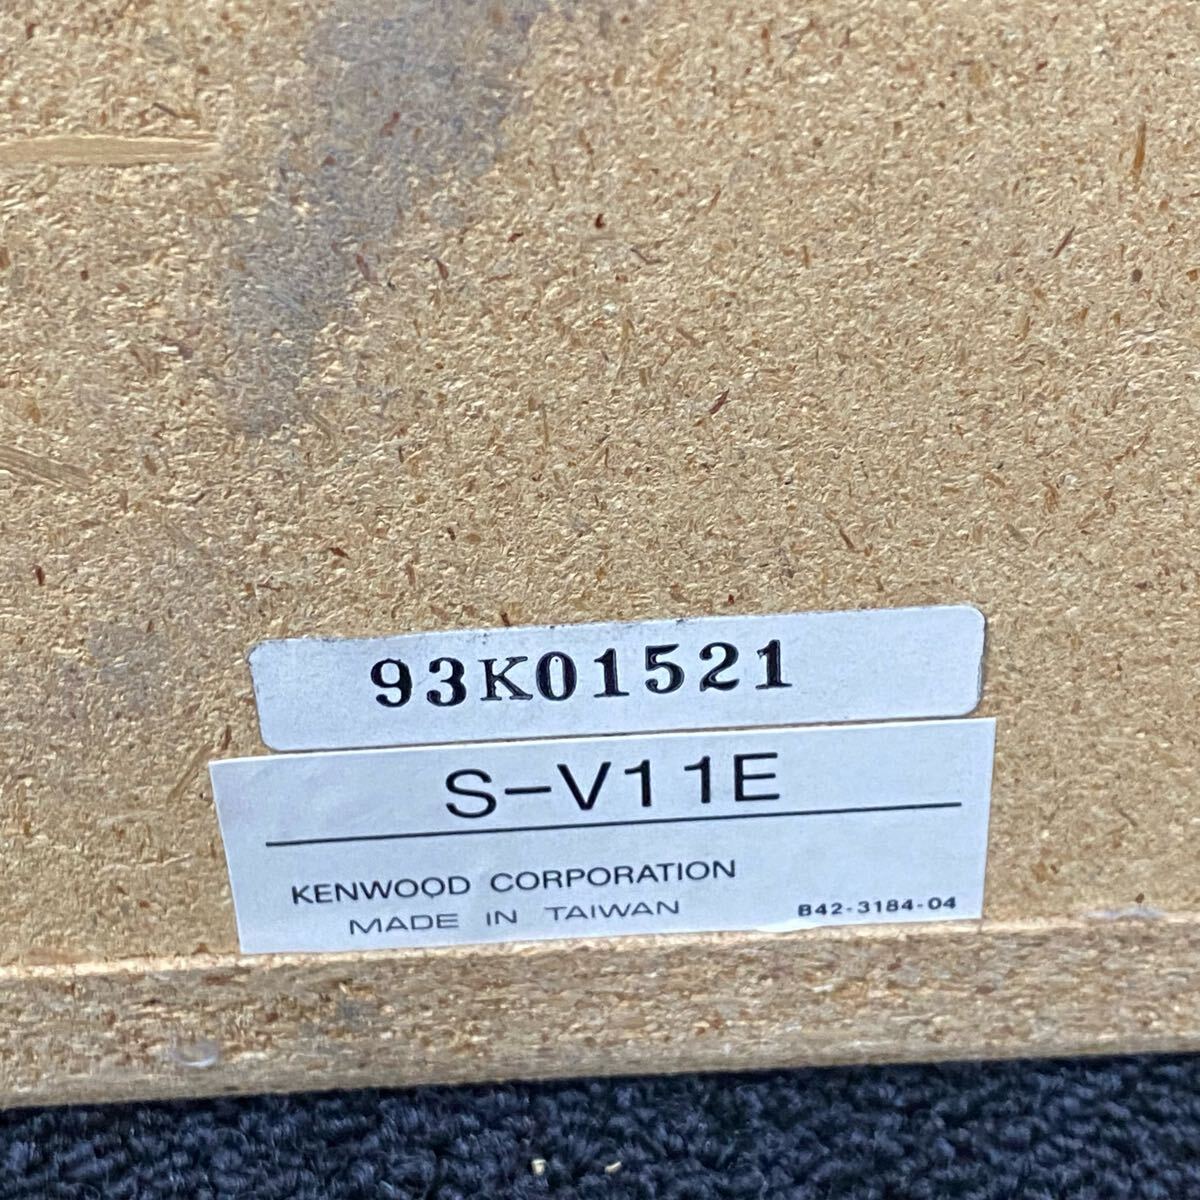 93K01521
S-V11E
KENWOOD CORPORATION
MADE IN TAIWAN
B42-3184-04